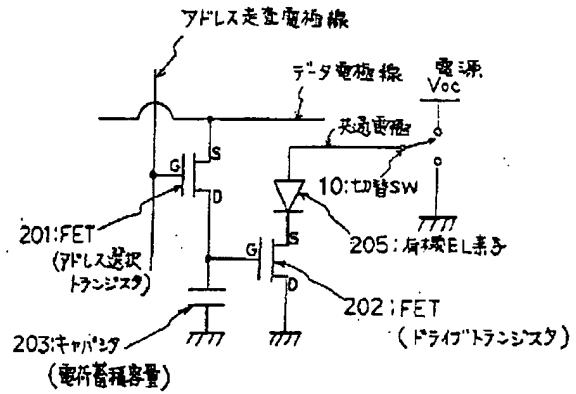 アドレス走査電極線
データ電極線
電源
Voc
共通電極
G
S
D
10:切替SW
201:FET
(アドレス選択
トランジスタ)
205:有機EL素子
G
S
D
202:FET
(ドライブトランジスタ)
203:キャパシタ
(電荷蓄積容量)